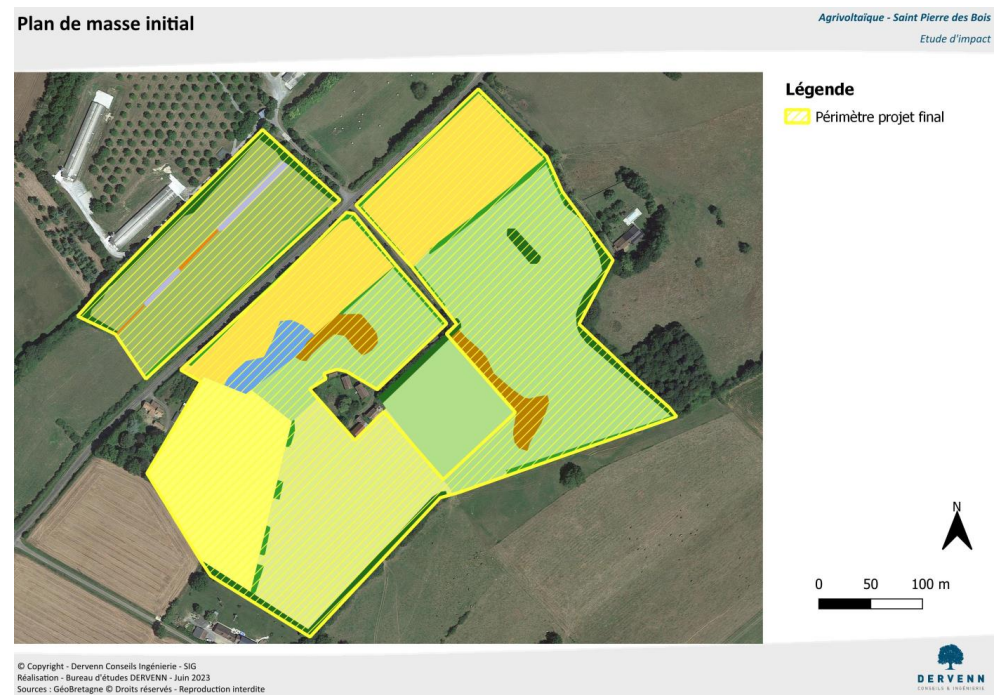 Plan de masse initial
Agrivoltaïque - Saint Pierre des Bois
Etude d'impact
Légende
Périmètre projet final
N
0 50 100 m
© Copyright - Dervenn Conseils Ingénierie - SIG
Réalisation - Bureau d'études DERVENN - Juin 2023
Sources : GéoBretagne © Droits réservés - Reproduction interdite
DERVENN
CONSEILS & INGÉNIERIE